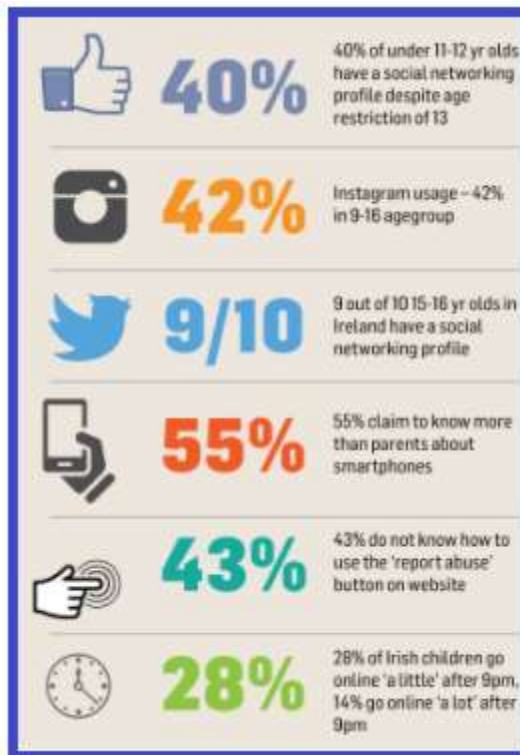 40%
40% of under 11-12 yr olds
have a social networking
profile despite age
restriction of 13
42%
Instagram usage – 42%
in 9-16 agegroup
9/10
9 out of 10 15-16 yr olds in
Ireland have a social
networking profile
55%
55% claim to know more
than parents about
smartphones
43%
43% do not know how to
use the 'report abuse'
button on website
28%
28% of Irish children go
online 'a little' after 9pm.
14% go online 'a lot' after
9pm